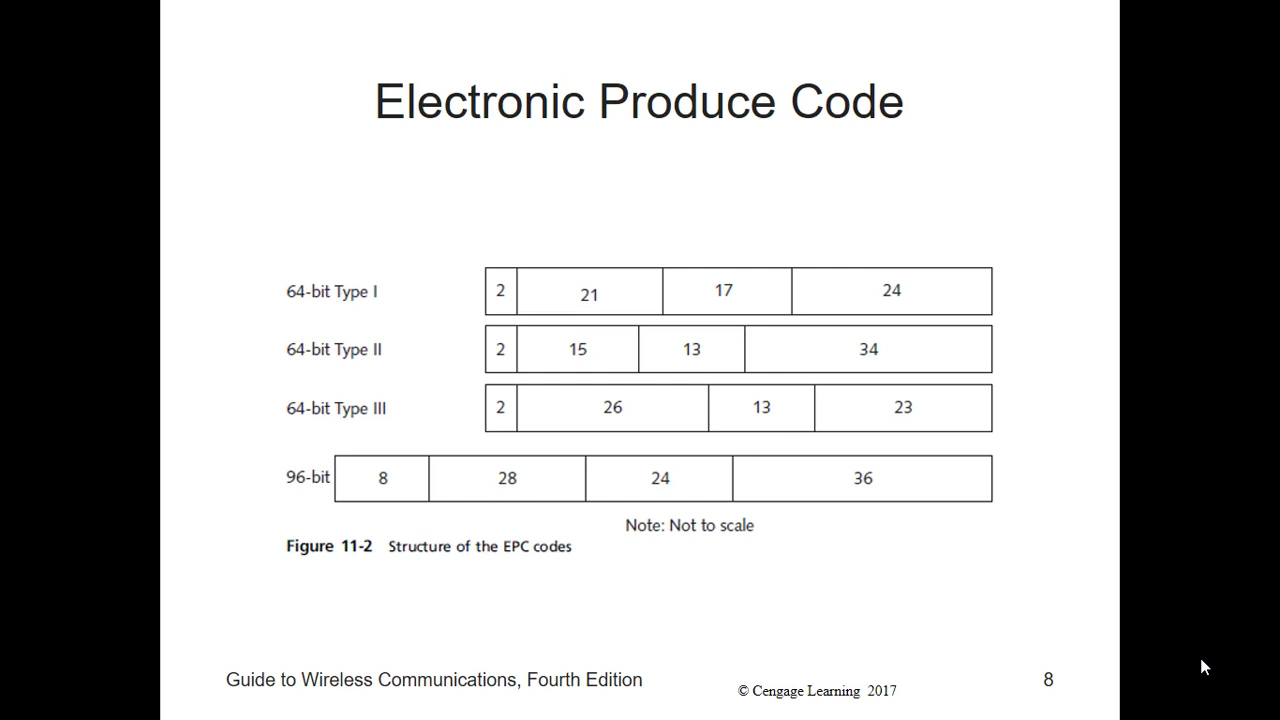 Electronic Produce Code
64-bit Type I 2 21 17 24
64-bit Type II 2 15 13 34
64-bit Type III 2 26 13 23
96-bit 8 28 24 36
Note: Not to scale
Figure 11-2 Structure of the EPC codes
Guide to Wireless Communications, Fourth Edition
© Cengage Learning 2017
8